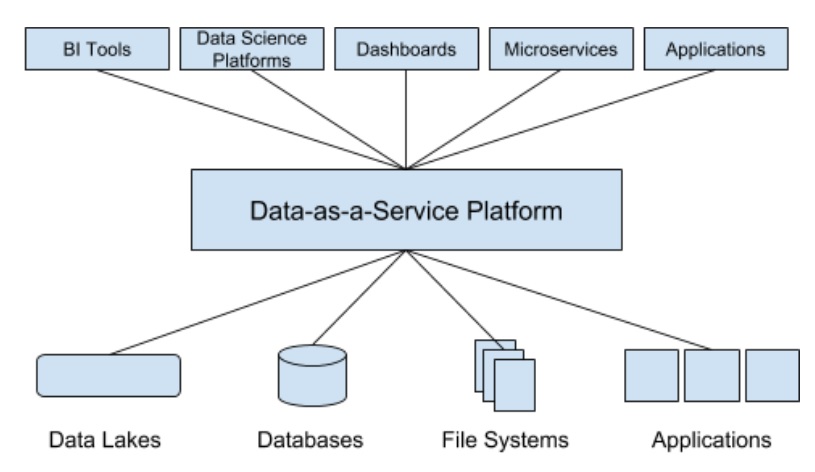 BI Tools
Data Science
Platforms
Dashboards
Microservices
Applications
Data-as-a-Service Platform
Data Lakes
Databases
File Systems
Applications